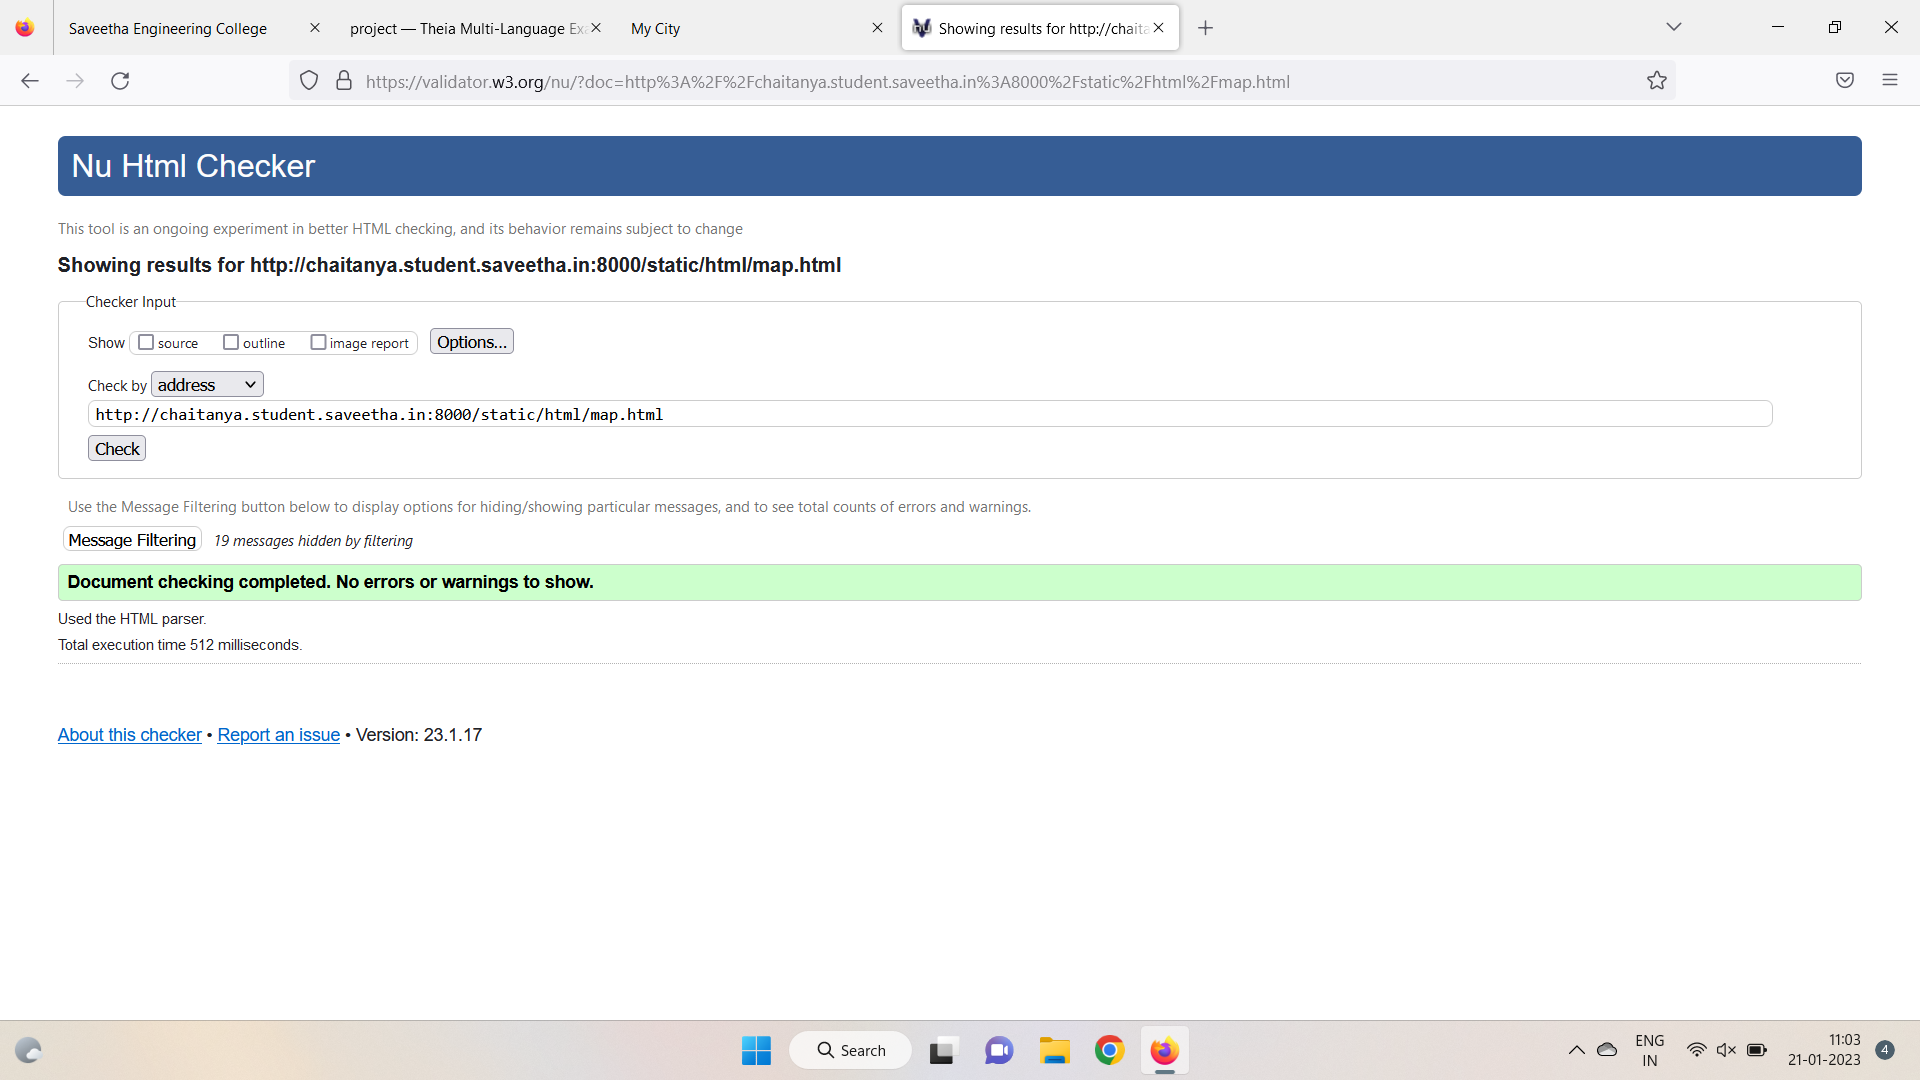 Saveetha Engineering College
project — Theia Multi-Language Ex
My City
Showing results for http://chaita
https://validator.w3.org/nu/?doc=http%3A%2F%2Fchaitanya.student.saveetha.in%3A8000%2Fstatic%2Fhtml%2Fmap.html
Nu Html Checker
This tool is an ongoing experiment in better HTML checking, and its behavior remains subject to change
Showing results for http://chaitanya.student.saveetha.in:8000/static/html/map.html
Checker Input
Show source outline image report Options...
Check by address
http://chaitanya.student.saveetha.in:8000/static/html/map.html
Check
Use the Message Filtering button below to display options for hiding/showing particular messages, and to see total counts of errors and warnings.
Message Filtering 19 messages hidden by filtering
Document checking completed. No errors or warnings to show.
Used the HTML parser.
Total execution time 512 milliseconds.
About this checker • Report an issue • Version: 23.1.17
Search
ENG
IN
11:03
21-01-2023
4